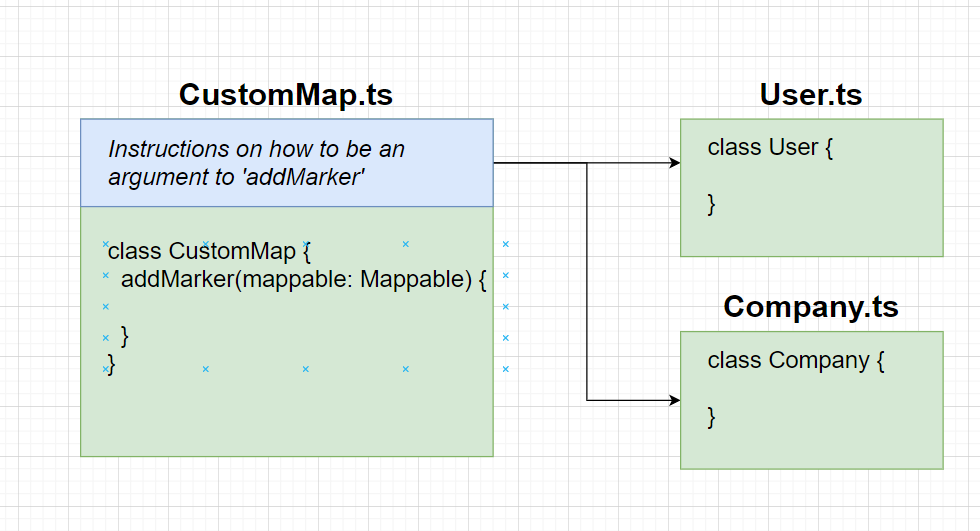 CustomMap.ts
Instructions on how to be an
argument to 'addMarker'
class CustomMap {
addMarker(mappable: Mappable) {
}
}
User.ts
class User {
}
Company.ts
class Company {
}